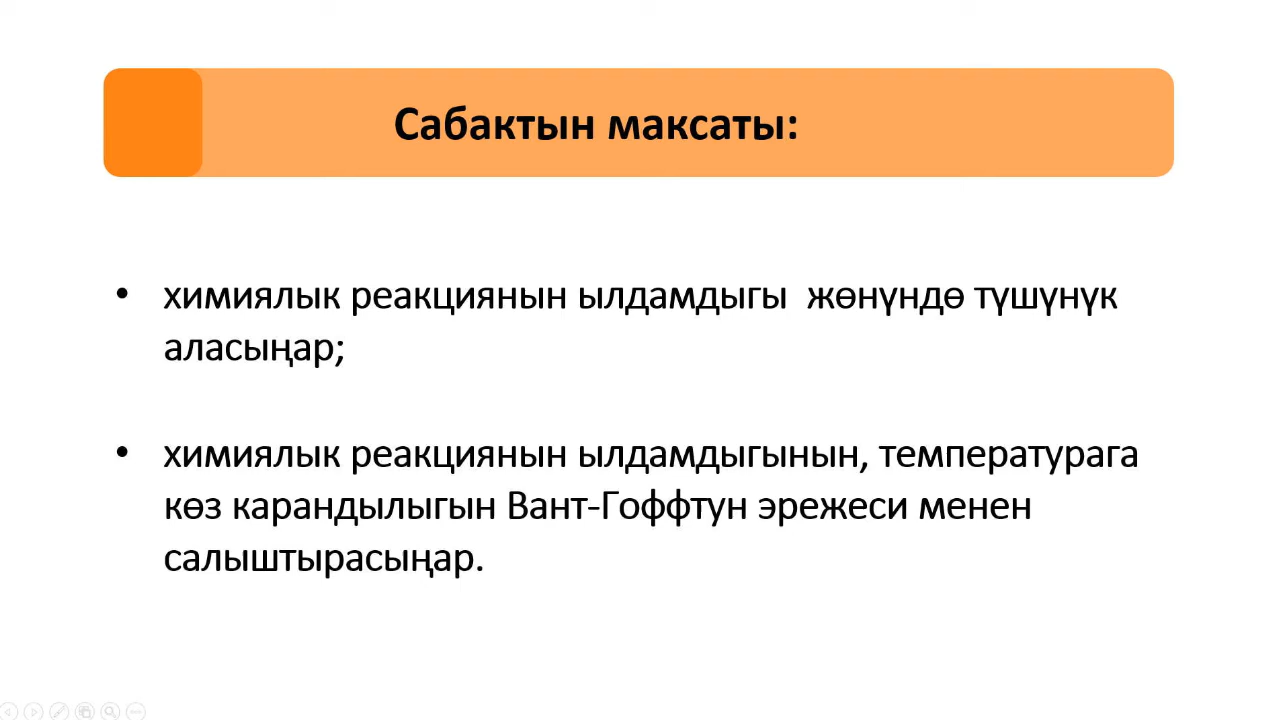 Сабактын максаты:
• химиялык реакциянын ылдамдыгы жөнүндө түшүнүк
аласыңар;
• химиялык реакциянын ылдамдыгынын, температурага
көз карандылыгын Вант-Гоффтун эрежеси менен
салыштырасыңар.